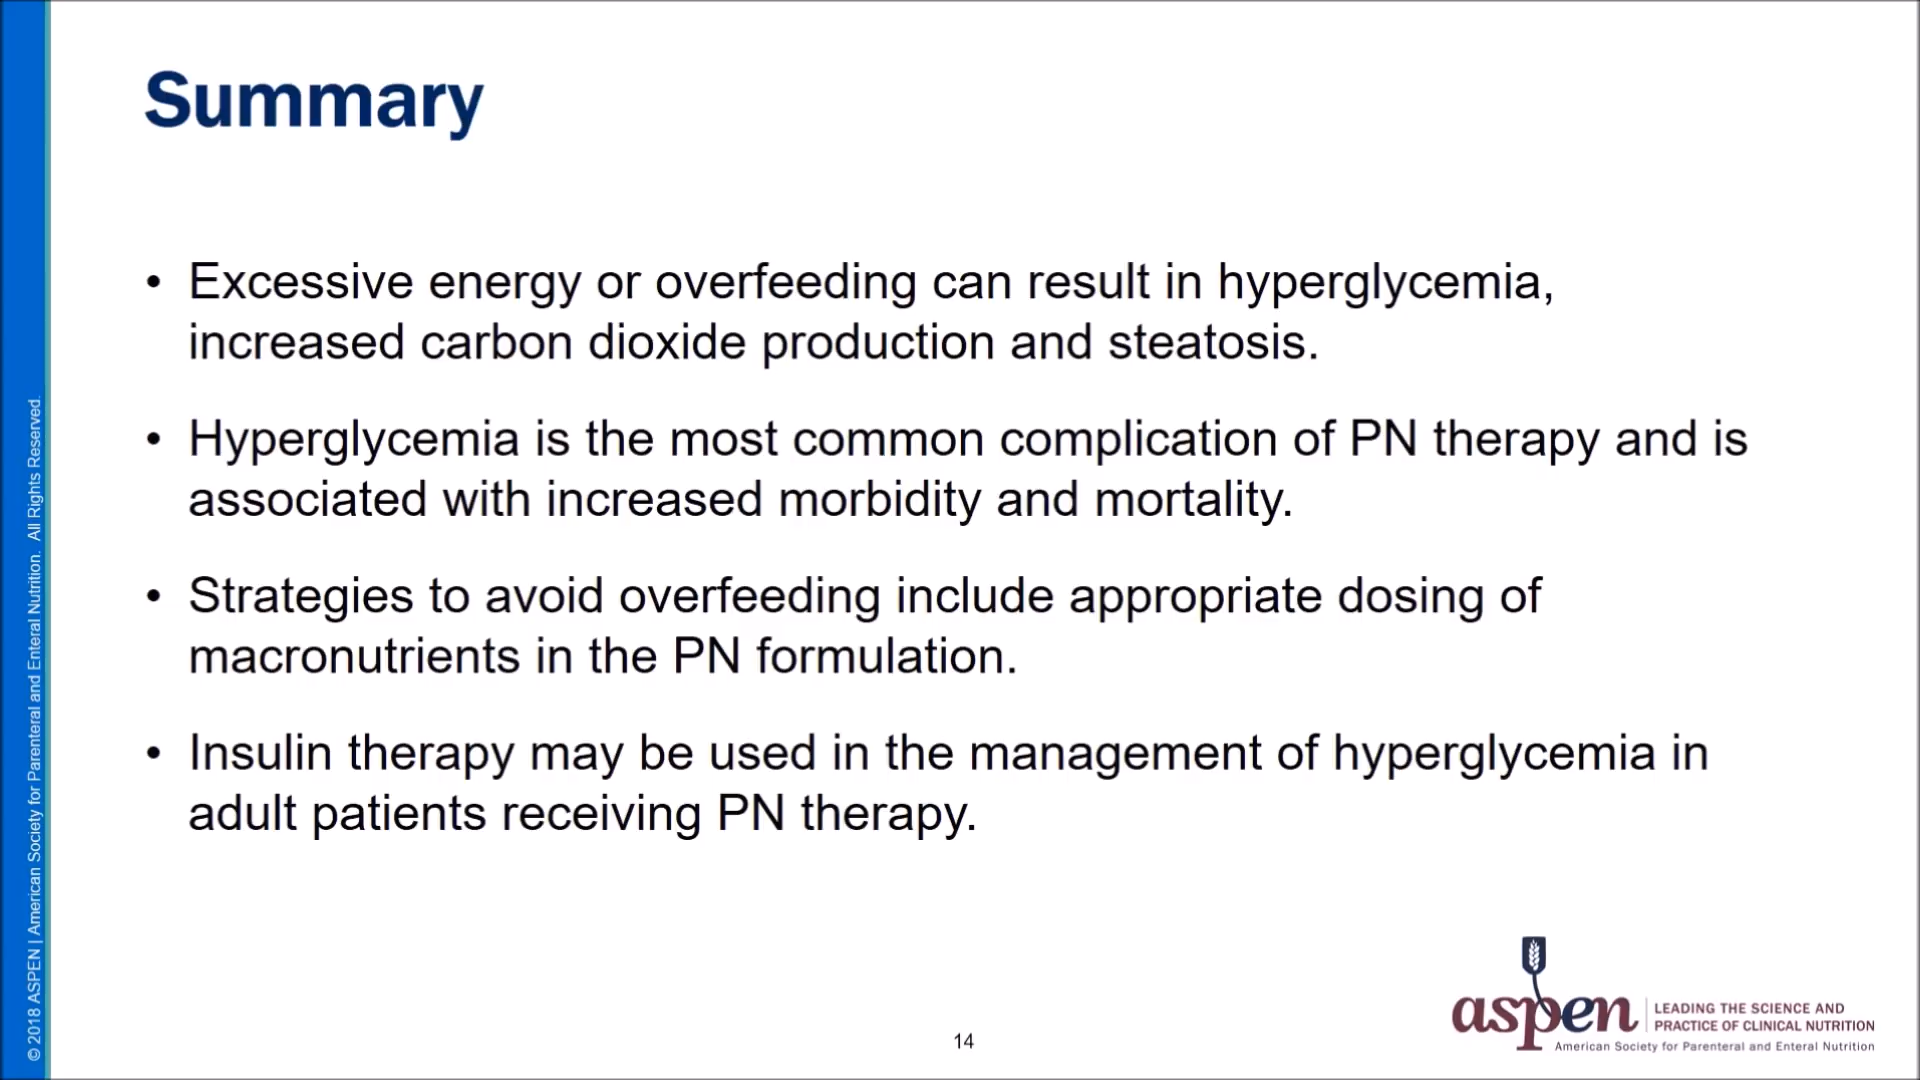 Summary
• Excessive energy or overfeeding can result in hyperglycemia,
increased carbon dioxide production and steatosis.
• Hyperglycemia is the most common complication of PN therapy and is
associated with increased morbidity and mortality.
• Strategies to avoid overfeeding include appropriate dosing of
macronutrients in the PN formulation.
• Insulin therapy may be used in the management of hyperglycemia in
adult patients receiving PN therapy.
© 2018 ASPEN | American Society for Parenteral and Enteral Nutrition. All Rights Reserved.
14
aspen
LEADING THE SCIENCE AND
PRACTICE OF CLINICAL NUTRITION
American Society for Parenteral and Enteral Nutrition